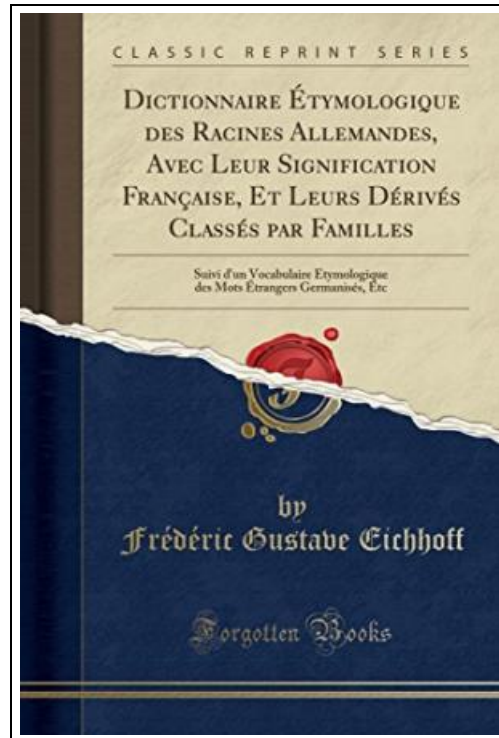 CLASSIC REPRINT SERIES
DICTIONNAIRE ÉTYMOLOGIQUE
DES RACINES ALLEMANDES,
AVEC LEUR SIGNIFICATION
FRANÇAISE, ET LEURS DÉRIVÉS
CLASSÉS PAR FAMILLES
Suivi d'un Vocabulaire Etymologique
des Mots Étrangers Germanisés, Etc
by
Frédéric Gustave Eichhoff
Forgotten Books